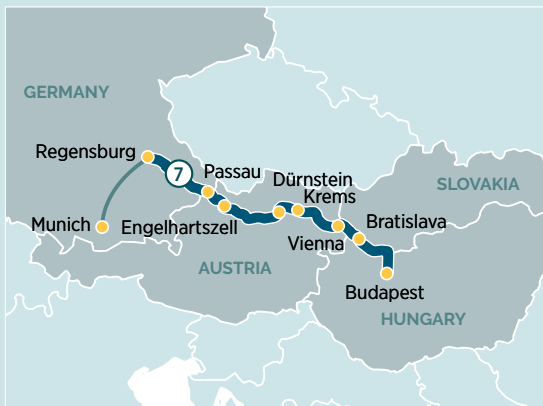 GERMANY
Regensburg
7
Passau
Dürnstein
Krems
SLOVAKIA
Munich
Engelhartszell
Bratislava
Vienna
AUSTRIA
Budapest
HUNGARY